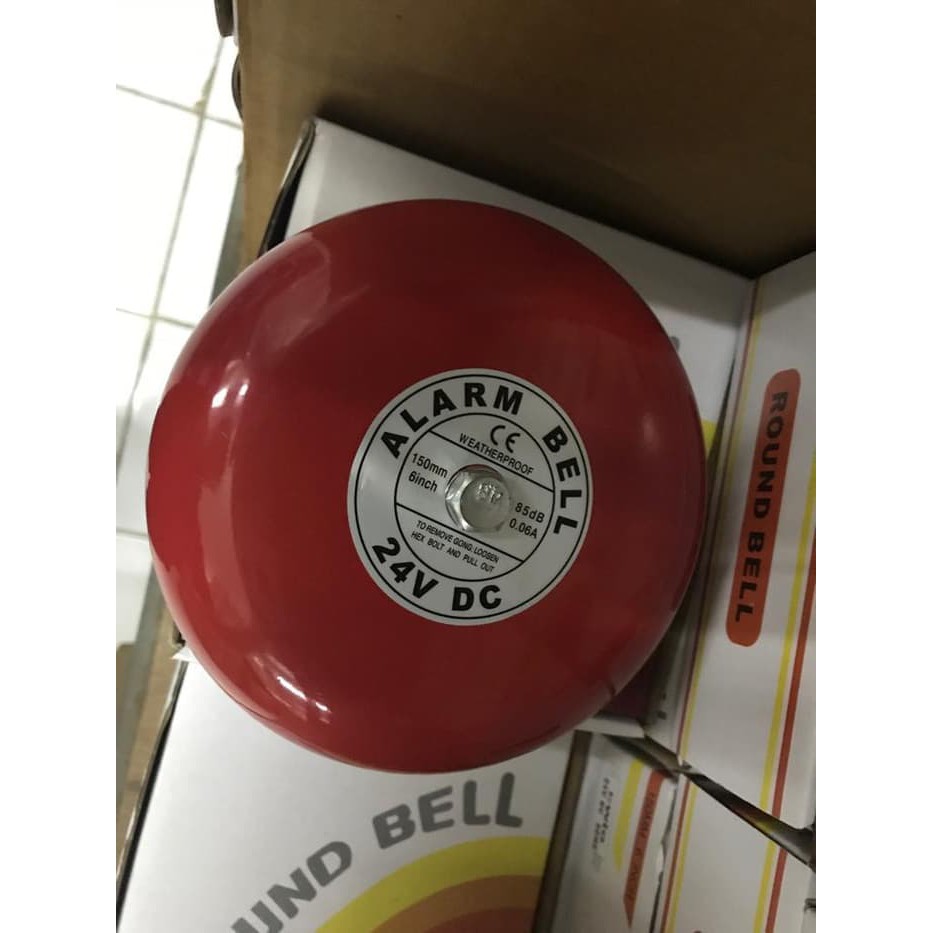 ALARM BELL
CE
WEATHERPROOF
150mm
6inch
85dB
0.06A
TO REMOVE GONG, LOOSEN
HEX BOLT AND PULL OUT
24V DC
ROUND BELL
UND BELL